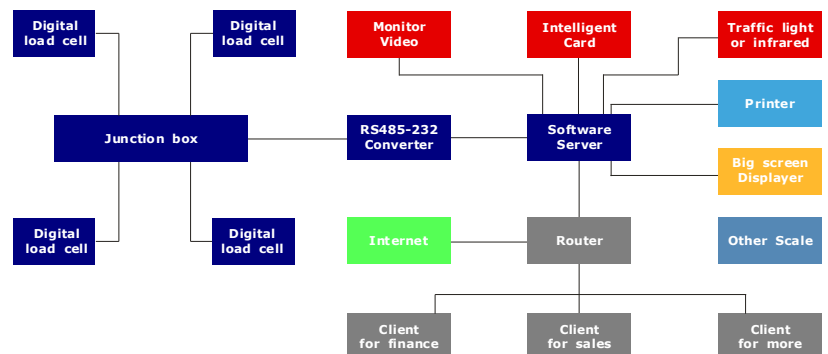 Digital
load cell
Digital
load cell
Monitor
Video
Intelligent
Card
Traffic light
or infrared
Printer
Junction box
RS485-232
Converter
Software
Server
Big screen
Displayer
Digital
load cell
Digital
load cell
Internet
Router
Other Scale
Client
for finance
Client
for sales
Client
for more